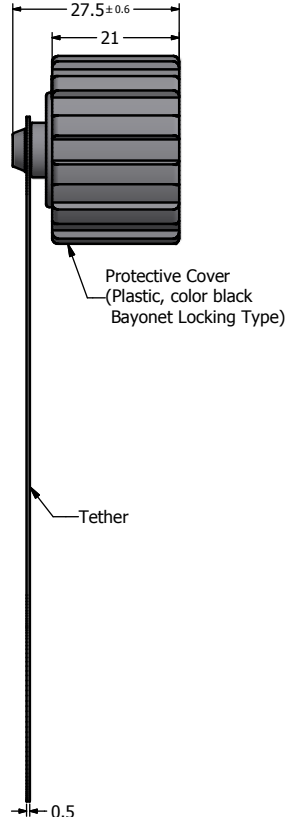 27.5±0.6
21
Protective Cover
(Plastic, color black
Bayonet Locking Type)
Tether
0.5